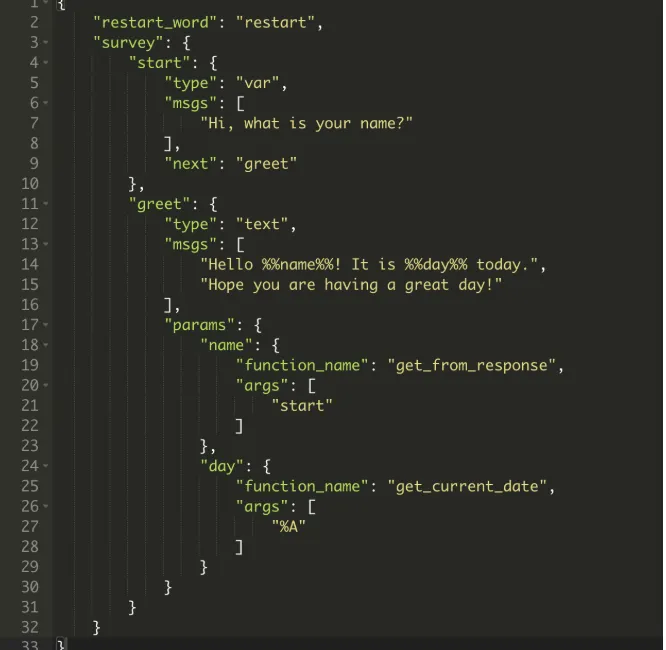 1 {
2 "restart_word": "restart",
3 "survey": {
4 "start": {
5 "type": "var",
6 "msgs": [
7 "Hi, what is your name?"
8 ],
9 "next": "greet"
10 },
11 "greet": {
12 "type": "text",
13 "msgs": [
14 "Hello %%name%%! It is %%day%% today.",
15 "Hope you are having a great day!"
16 ],
17 "params": {
18 "name": {
19 "function_name": "get_from_response",
20 "args": [
21 "start"
22 ]
23 },
24 "day": {
25 "function_name": "get_current_date",
26 "args": [
27 "%A"
28 ]
29 }
30 }
31 }
32 }
33 }